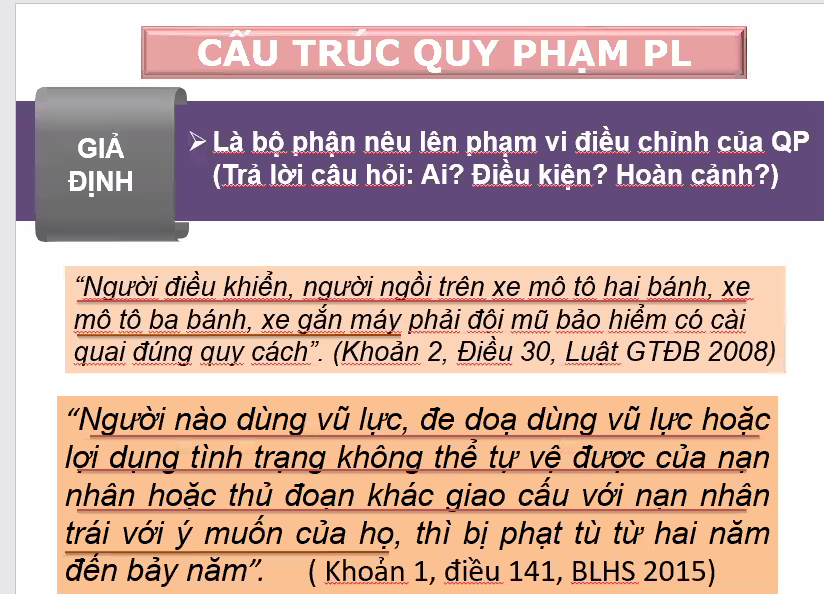 CẤU TRÚC QUY PHẠM PL
GIẢ
ĐỊNH
➢ Là bộ phận nêu lên phạm vi điều chỉnh của QP
(Trả lời câu hỏi: Ai? Điều kiện? Hoàn cảnh?)
“Người điều khiển, người ngồi trên xe mô tô hai bánh, xe
mô tô ba bánh, xe gắn máy phải đội mũ bảo hiểm có cài
quai đúng quy cách”. (Khoản 2, Điều 30, Luật GTĐB 2008)
“Người nào dùng vũ lực, đe doạ dùng vũ lực hoặc
lợi dụng tình trạng không thể tự vệ được của nạn
nhân hoặc thủ đoạn khác giao cấu với nạn nhân
trái với ý muốn của họ, thì bị phạt tù từ hai năm
đến bảy năm”. ( Khoản 1, điều 141, BLHS 2015)